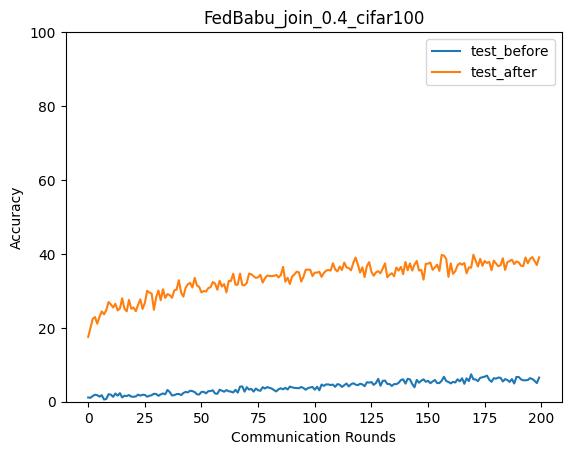 FedBabu_join_0.4_cifar100
100
80
60
40
20
0
Accuracy
test_before
test_after
0 25 50 75 100 125 150 175 200
Communication Rounds